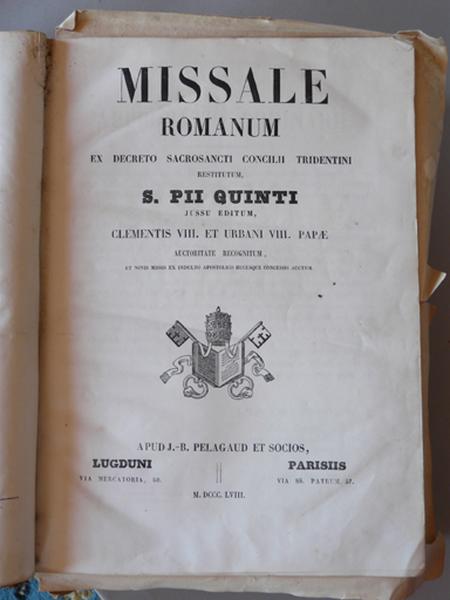 MISSALE
ROMANUM
EX DECRETO SACROSANCTI CONCILII TRIDENTINI
RESTITUTUM,
S. PII QUINTI
JUSSU EDITUM,
CLEMENTIS VIII. ET URBANI VIII. PAPÆ
AUCTORITATE RECOGNITUM,
ET NOVIS MISSIS EX INDULTO APOSTOLICO HUCUSQUE CONCESSIS AUCTUM.
APUD J.-B. PELAGAUD ET SOCIOS,
LUGDUNI
VIA MERCATORIA, 48.
PARISIIS
VIA SS. PATRUM, 57.
M. DCCC. LVIII.